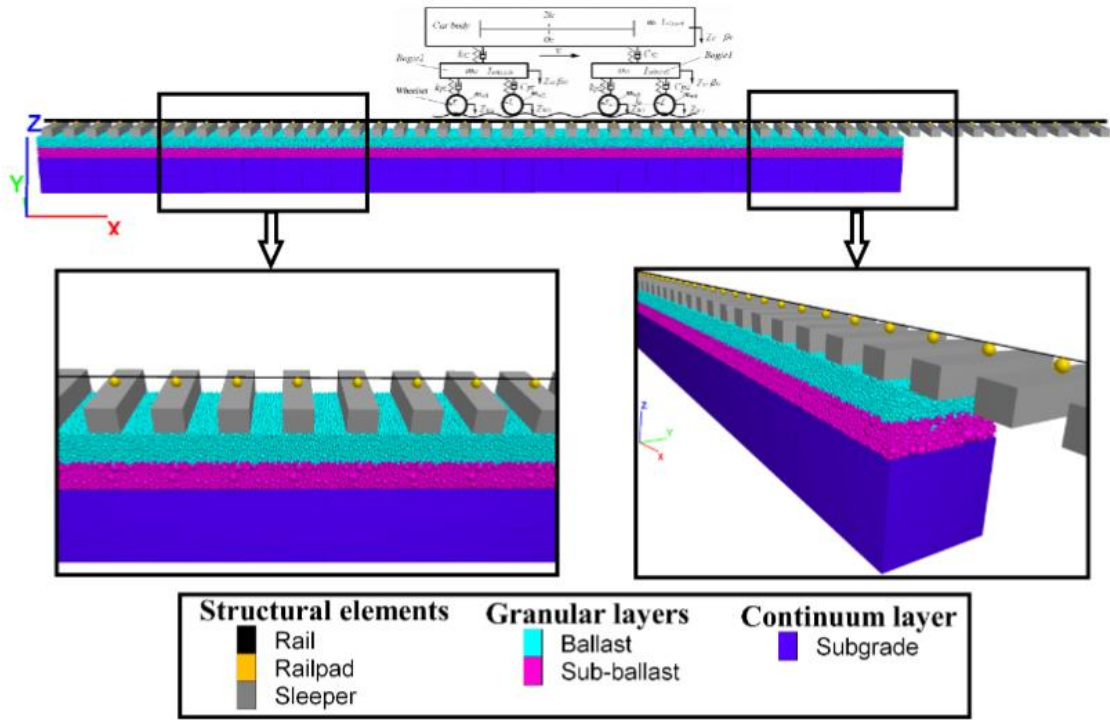 Car body
Bogie2
Bogie1
Wheelset
Z
Y
X
Z
Y
X
Structural elements
Granular layers
Continuum layer
Rail
Ballast
Subgrade
Railpad
Sub-ballast
Sleeper